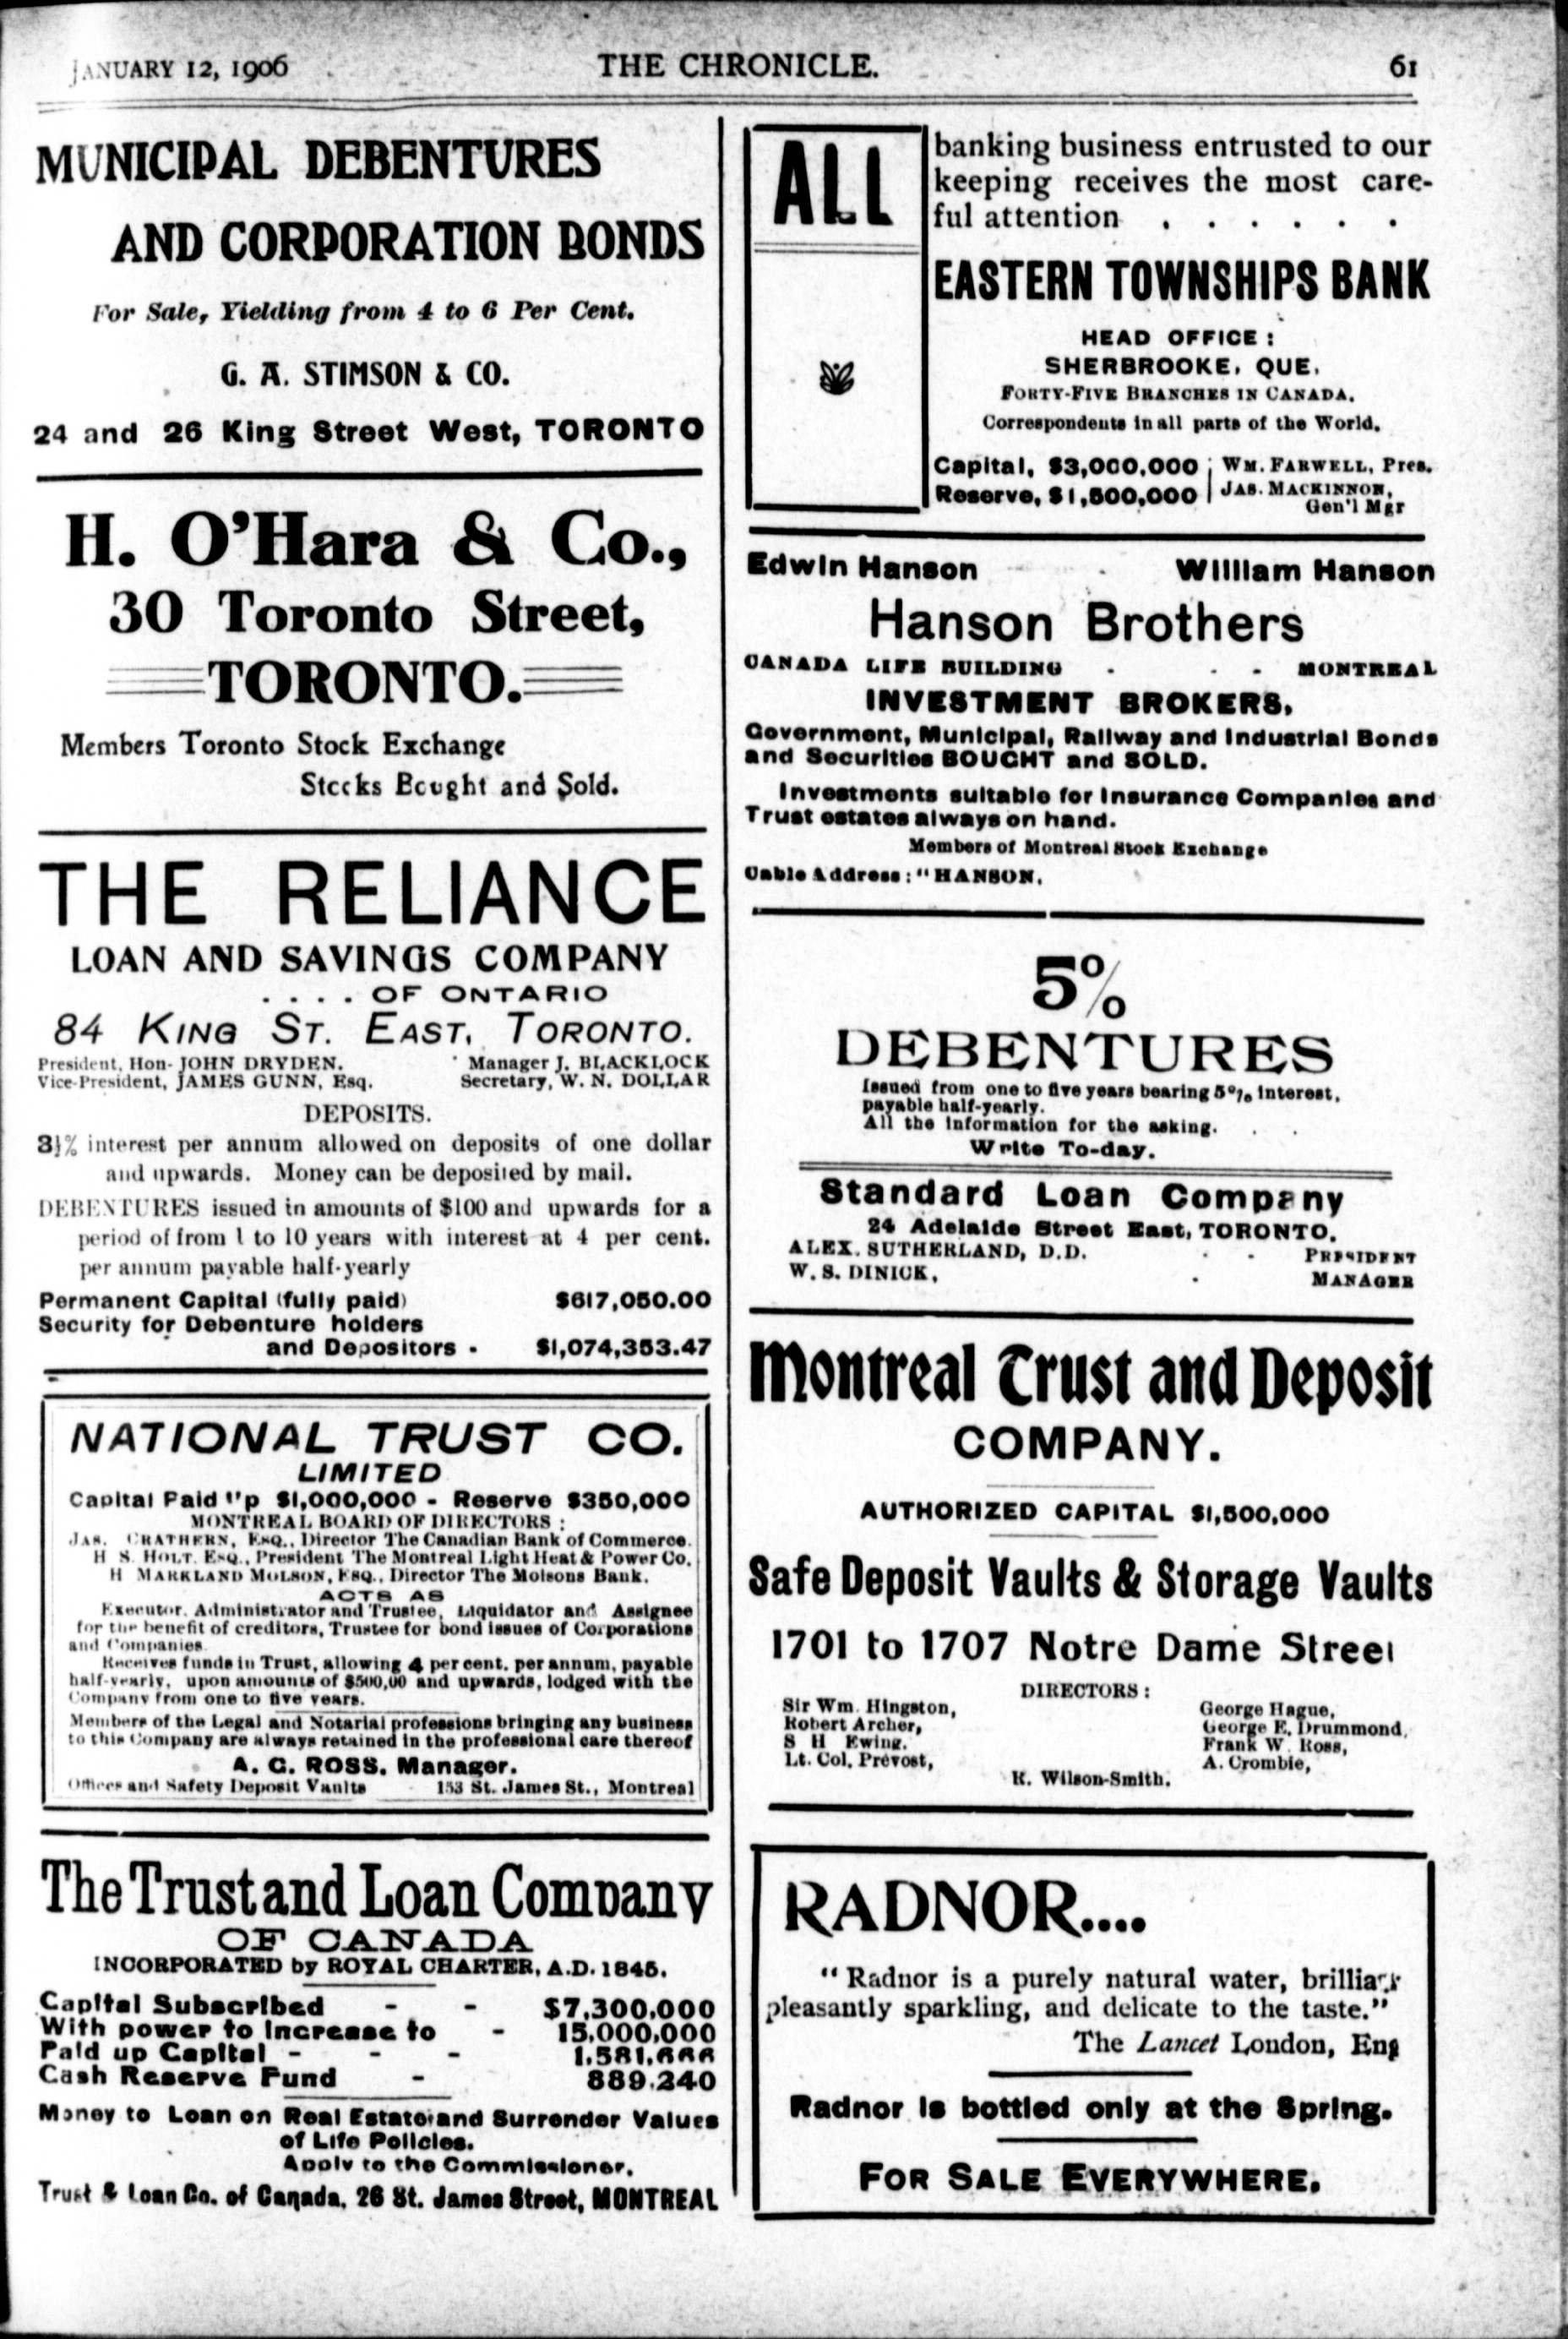 JANUARY 12, 1906 THE CHRONICLE. 61
MUNICIPAL DEBENTURES
AND CORPORATION BONDS
For Sale, Yielding from 4 to 6 Per Cent.
G. A. STIMSON & CO.
24 and 26 King Street West, TORONTO
H. O'Hara & Co.,
30 Toronto Street,
TORONTO.
Members Toronto Stock Exchange
Stocks Bought and Sold.
THE RELIANCE
LOAN AND SAVINGS COMPANY
. . . . OF ONTARIO
84 KING ST. EAST, TORONTO.
President, Hon- JOHN DRYDEN. Manager J. BLACKLOCK
Vice-President, JAMES GUNN, Esq. Secretary, W. N. DOLLAR
DEPOSITS.
3½% interest per annum allowed on deposits of one dollar
and upwards. Money can be deposited by mail.
DEBENTURES issued in amounts of $100 and upwards for a
period of from 1 to 10 years with interest at 4 per cent.
per annum payable half-yearly
Permanent Capital (fully paid) $617,050.00
Security for Debenture holders
and Depositors - $1,074,353.47
NATIONAL TRUST CO.
LIMITED
Capital Paid Up $1,000,000 - Reserve $350,000
MONTREAL BOARD OF DIRECTORS :
JAS. CRATHERN, ESQ., Director The Canadian Bank of Commerce.
H S. HOLT. ESQ., President The Montreal Light Heat & Power Co.
H MARKLAND MOLSON, ESQ., Director The Molsons Bank.
ACTS AS
Executor, Administrator and Trustee, Liquidator and Assignee
for the benefit of creditors, Trustee for bond issues of Corporations
and Companies
Receives funds in Trust, allowing 4 per cent. per annum, payable
half-yearly, upon amounts of $500,00 and upwards, lodged with the
Company from one to five years.
Members of the Legal and Notarial professions bringing any business
to this Company are always retained in the professional care thereof
A. G. ROSS. Manager.
Offices and Safety Deposit Vaults 153 St. James St., Montreal
The Trust and Loan Company
OF CANADA
INCORPORATED by ROYAL CHARTER, A.D. 1845.
Capital Subscribed - - $7,300,000
With power to increase to - 15,000,000
Paid up Capital - - - 1,581,666
Cash Reserve Fund - 889,240
Money to Loan on Real Estate and Surrender Values
of Life Policies.
Apply to the Commissioner,
Trust & Loan Co. of Canada, 26 St. James Street, MONTREAL
ALL
banking business entrusted to our
keeping receives the most care-
ful attention . . . . . .
EASTERN TOWNSHIPS BANK
HEAD OFFICE :
SHERBROOKE, QUE.
FORTY-FIVE BRANCHES IN CANADA.
Correspondents in all parts of the World.
Capital, $3,000,000 WM. FARWELL, Pres.
Reserve, $1,500,000 JAS. MACKINNON,
Gen'l Mgr
Edwin Hanson William Hanson
Hanson Brothers
CANADA LIFE BUILDING - - - MONTREAL
INVESTMENT BROKERS,
Government, Municipal, Railway and Industrial Bonds
and Securities BOUGHT and SOLD.
Investments suitable for Insurance Companies and
Trust estates always on hand.
Members of Montreal Stock Exchange
Cable Address : "HANSON.
5%
DEBENTURES
Issued from one to five years bearing 5% interest,
payable half-yearly.
All the information for the asking. . .
Write To-day.
Standard Loan Company
24 Adelaide Street East, TORONTO.
ALEX. SUTHERLAND, D.D. - - PRESIDENT
W. S. DINICK, - MANAGER
Montreal Trust and Deposit
COMPANY.
AUTHORIZED CAPITAL $1,500,000
Safe Deposit Vaults & Storage Vaults
1701 to 1707 Notre Dame Street
DIRECTORS :
Sir Wm. Hingston, George Hague,
Robert Archer, George E. Drummond,
S H Ewing. Frank W. Ross,
Lt. Col. Prévost, A. Crombie,
R. Wilson-Smith.
RADNOR....
"Radnor is a purely natural water, brilliant
pleasantly sparkling, and delicate to the taste."
The Lancet London, Eng
Radnor is bottled only at the Spring.
FOR SALE EVERYWHERE.